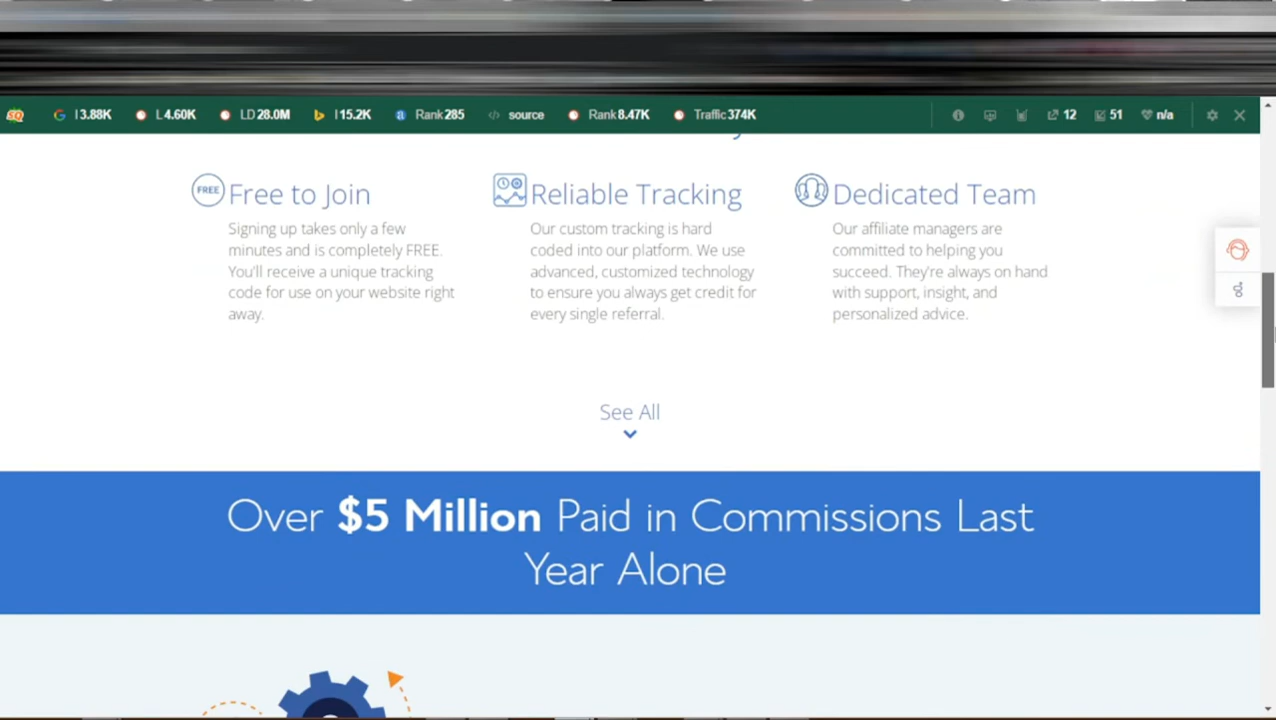 SQ I 3.88K L 4.60K LD 28.0M I 15.2K Rank 285 source Rank 8.47K Traffic 374K 12 51 n/a
FREE Free to Join
Signing up takes only a few
minutes and is completely FREE.
You'll receive a unique tracking
code for use on your website right
away.
Reliable Tracking
Our custom tracking is hard
coded into our platform. We use
advanced, customized technology
to ensure you always get credit for
every single referral.
Dedicated Team
Our affiliate managers are
committed to helping you
succeed. They're always on hand
with support, insight, and
personalized advice.
See All
Over $5 Million Paid in Commissions Last
Year Alone